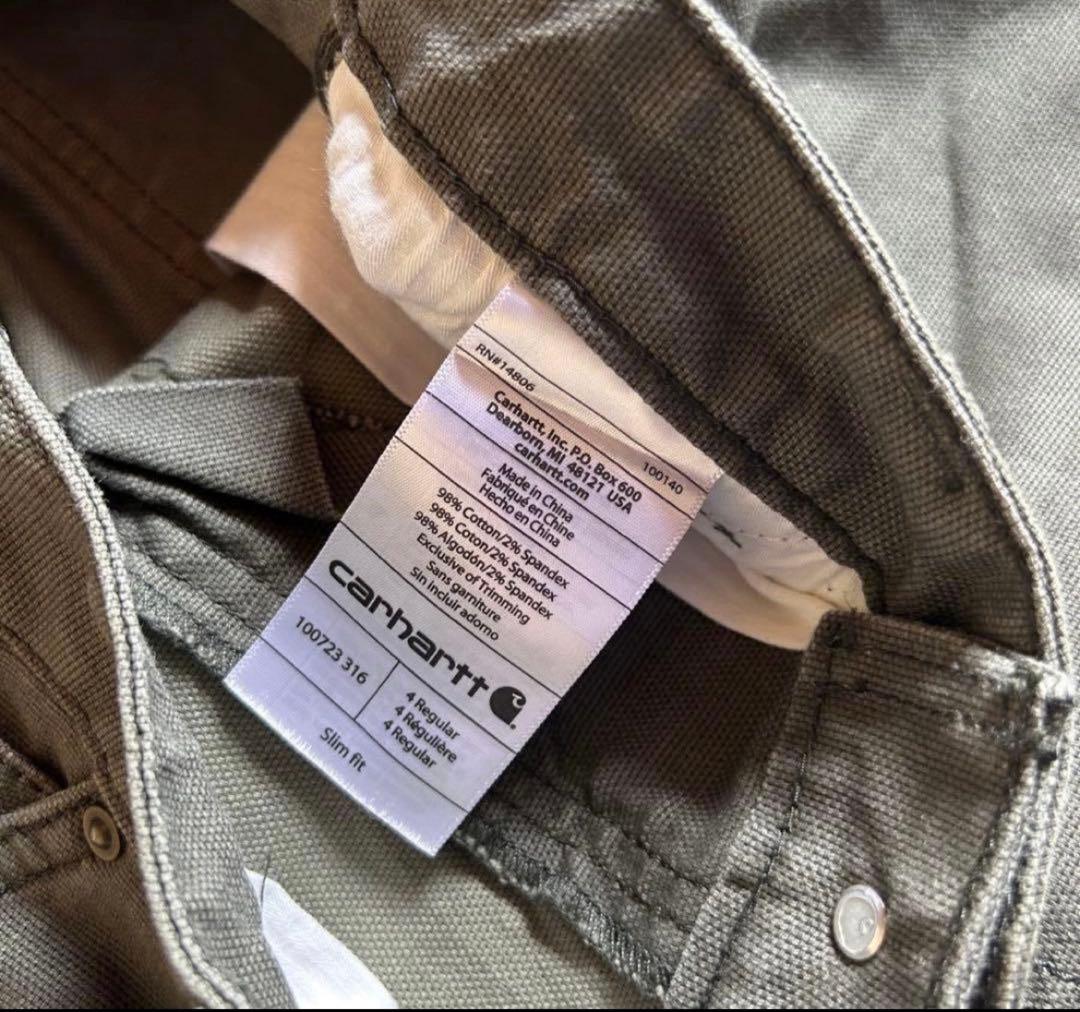 RN#14806
100140
Carhartt, Inc. P.O. Box 600
Dearborn, MI 48121 USA
carhartt.com
Made in China
Fabriqué en Chine
Hecho en China
98% Cotton/2% Spandex
98% Coton/2% Spandex
98% Algodón/2% Spandex
Exclusive of Trimming
Sans garniture
Sin incluir adorno
carhartt
100723 316
4 Regular
4 Régulière
4 Regular
Slim fit